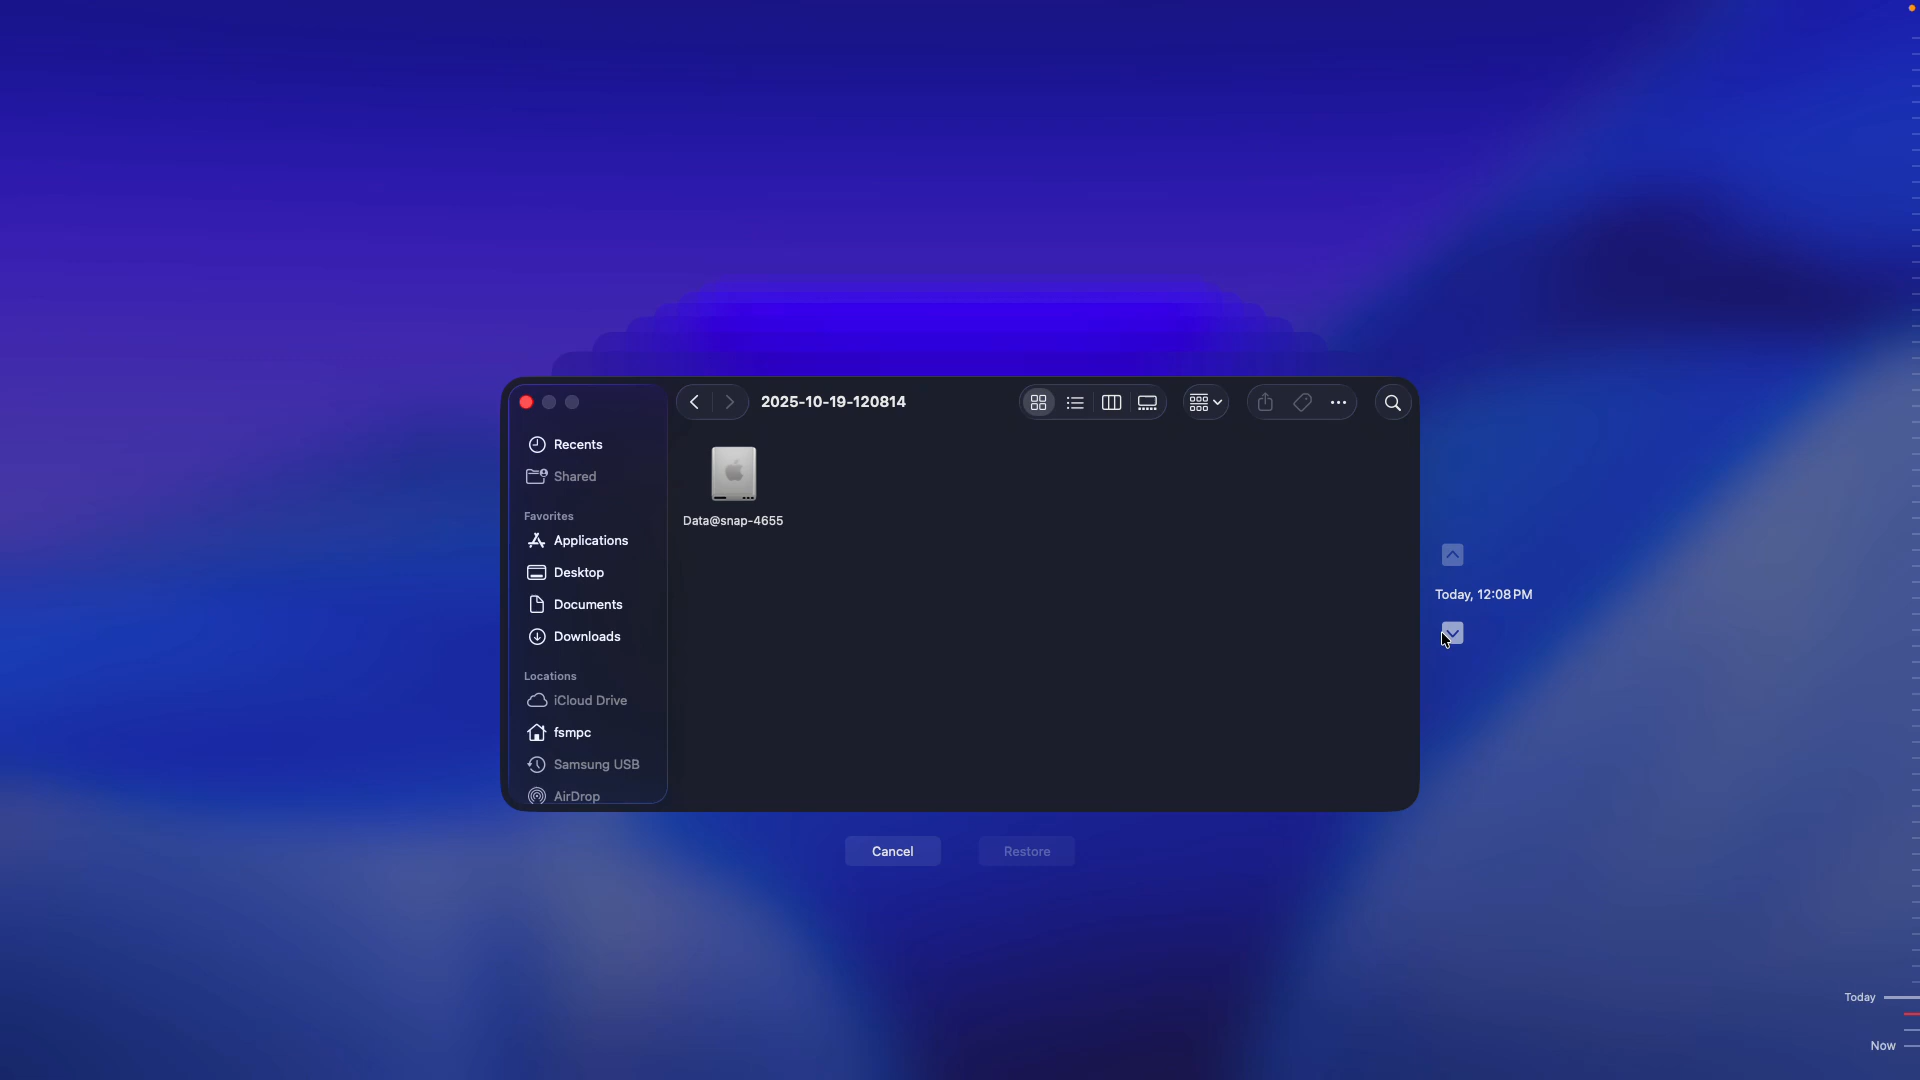 2025-10-19-120814
Recents
Shared
Favorites
Applications
Desktop
Documents
Downloads
Locations
iCloud Drive
fsmpc
Samsung USB
AirDrop
Data@snap-4655
Today, 12:08 PM
Cancel
Restore
Today
Now